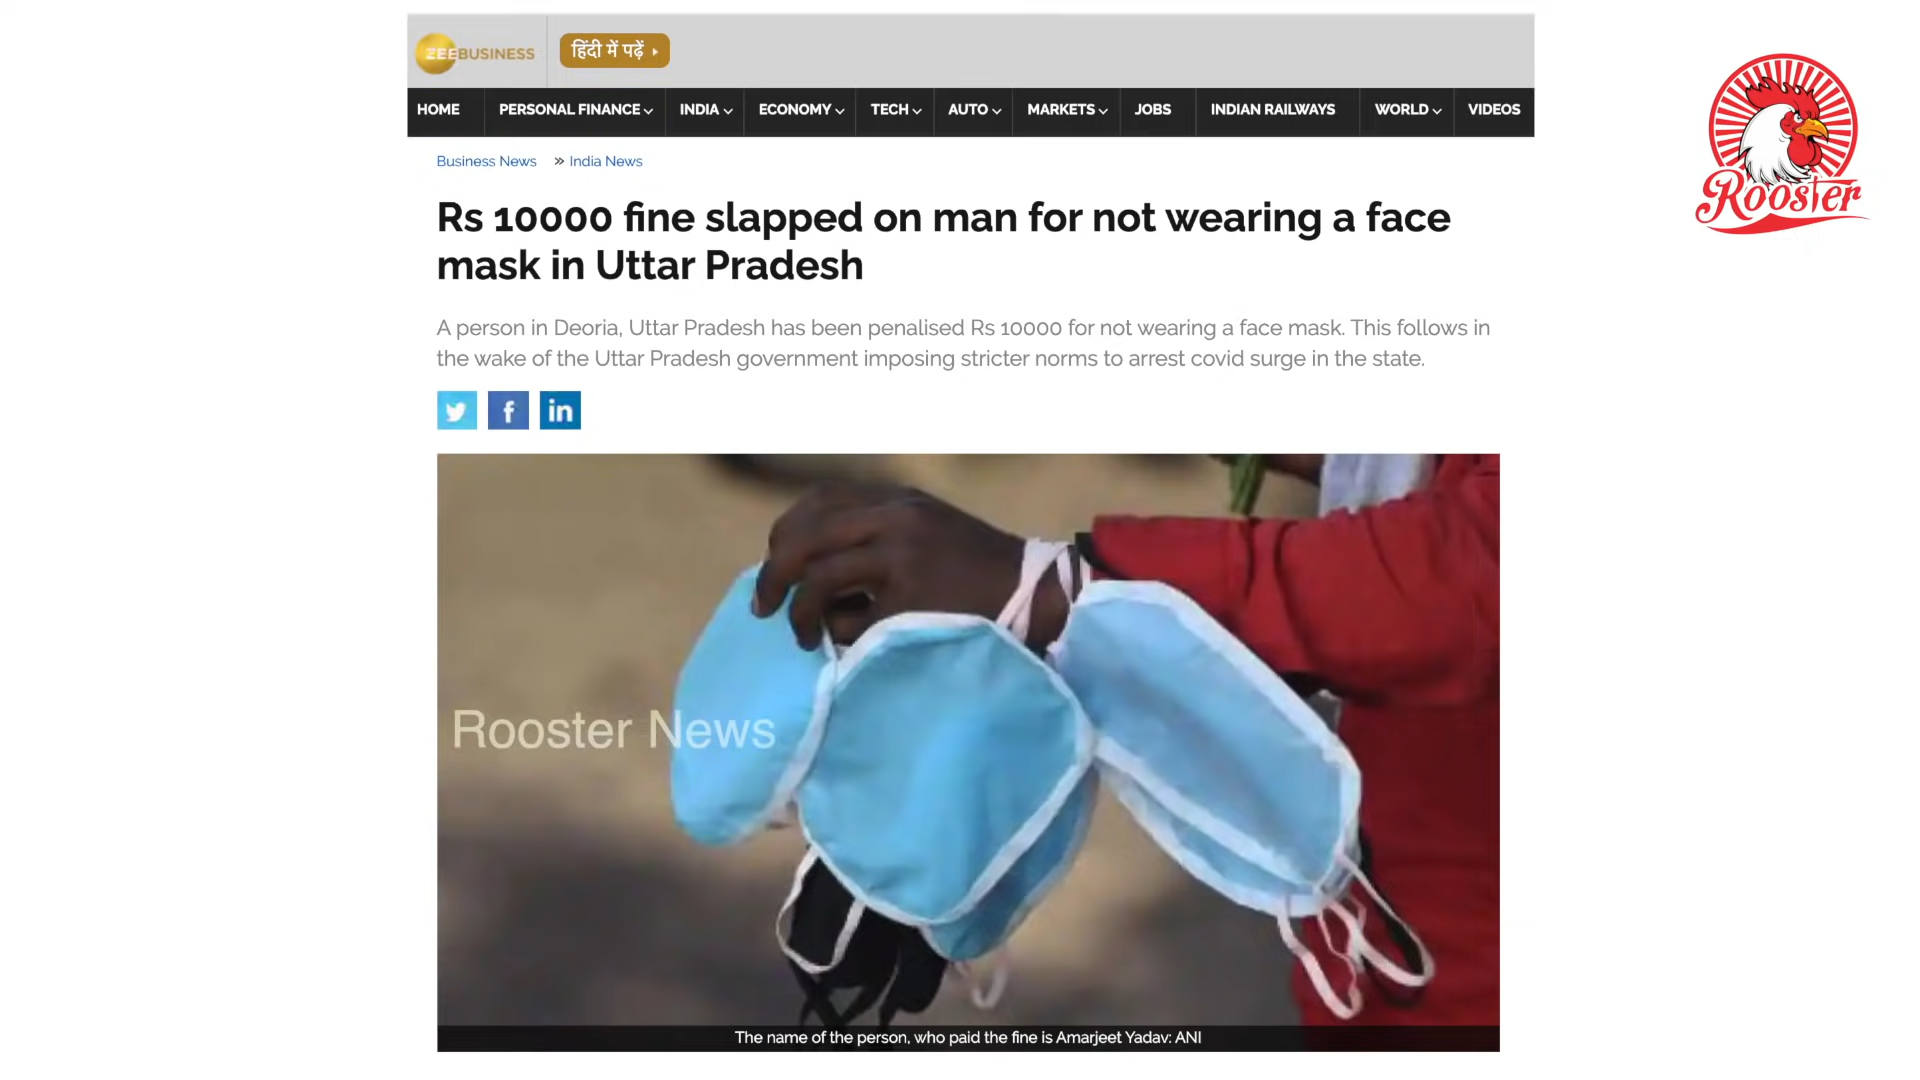 ZEEBUSINESS
हिंदी में पढ़ें
HOME PERSONAL FINANCE INDIA ECONOMY TECH AUTO MARKETS JOBS INDIAN RAILWAYS WORLD VIDEOS
Business News » India News
Rs 10000 fine slapped on man for not wearing a face
mask in Uttar Pradesh
A person in Deoria, Uttar Pradesh has been penalised Rs 10000 for not wearing a face mask. This follows in
the wake of the Uttar Pradesh government imposing stricter norms to arrest covid surge in the state.
f in
Rooster News
The name of the person, who paid the fine is Amarjeet Yadav: ANI
Rooster